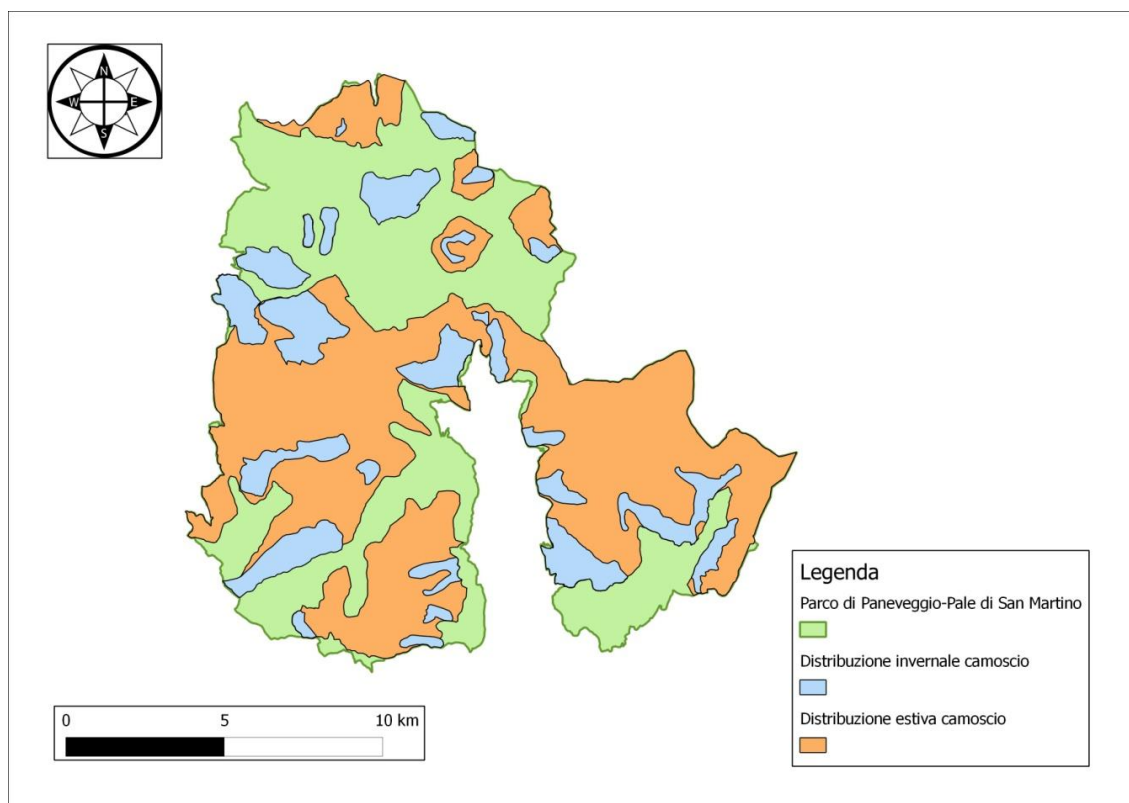 N
W E
S
Legenda
Parco di Paneveggio-Pale di San Martino
Distribuzione invernale camoscio
Distribuzione estiva camoscio
0 5 10 km